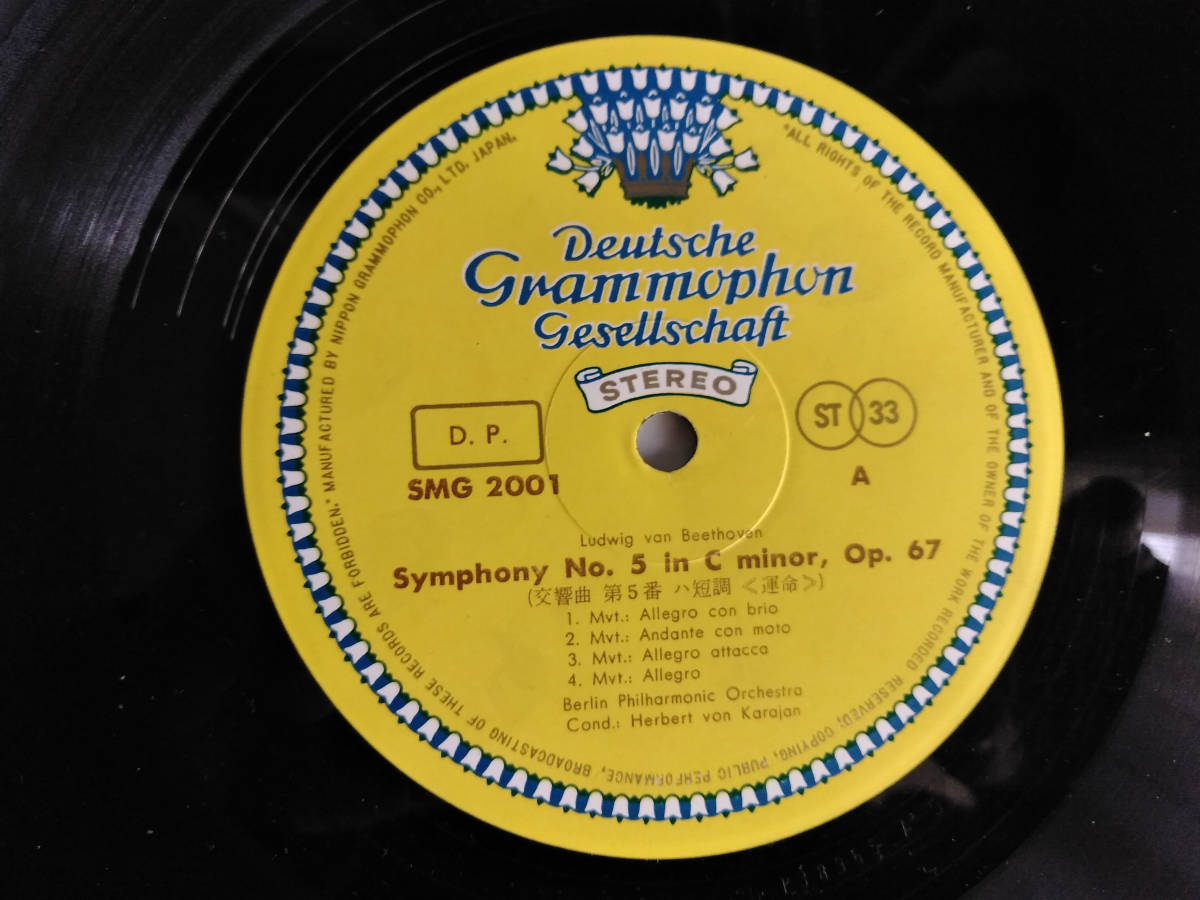 Deutsche
Grammophon
Gesellschaft
STEREO
D. P.
ST 33
SMG 2001
A
Ludwig van Beethoven
Symphony No. 5 in C minor, Op. 67
(交響曲 第5番 ハ短調 <運命>)
1. Mvt.: Allegro con brio
2. Mvt.: Andante con moto
3. Mvt.: Allegro attacca
4. Mvt.: Allegro
Berlin Philharmonic Orchestra
Cond.: Herbert von Karajan
"ALL RIGHTS OF THE RECORD MANUFACTURER AND OF THE OWNER OF THE WORK RECORDED RESERVED; COPYING, PUBLIC PERFORMANCE, BROADCASTING OF THESE RECORDS ARE FORBIDDEN." MANUFACTURED BY NIPPON GRAMMOPHON CO., LTD. JAPAN.